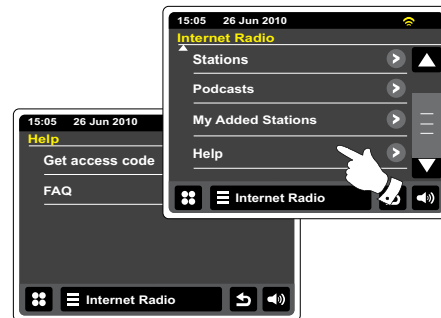 15:05 26 Jun 2010
Internet Radio
Stations
Podcasts
My Added Stations
Help
Internet Radio
15:05 26 Jun 2010
Help
Get access code
FAQ
Internet Radio